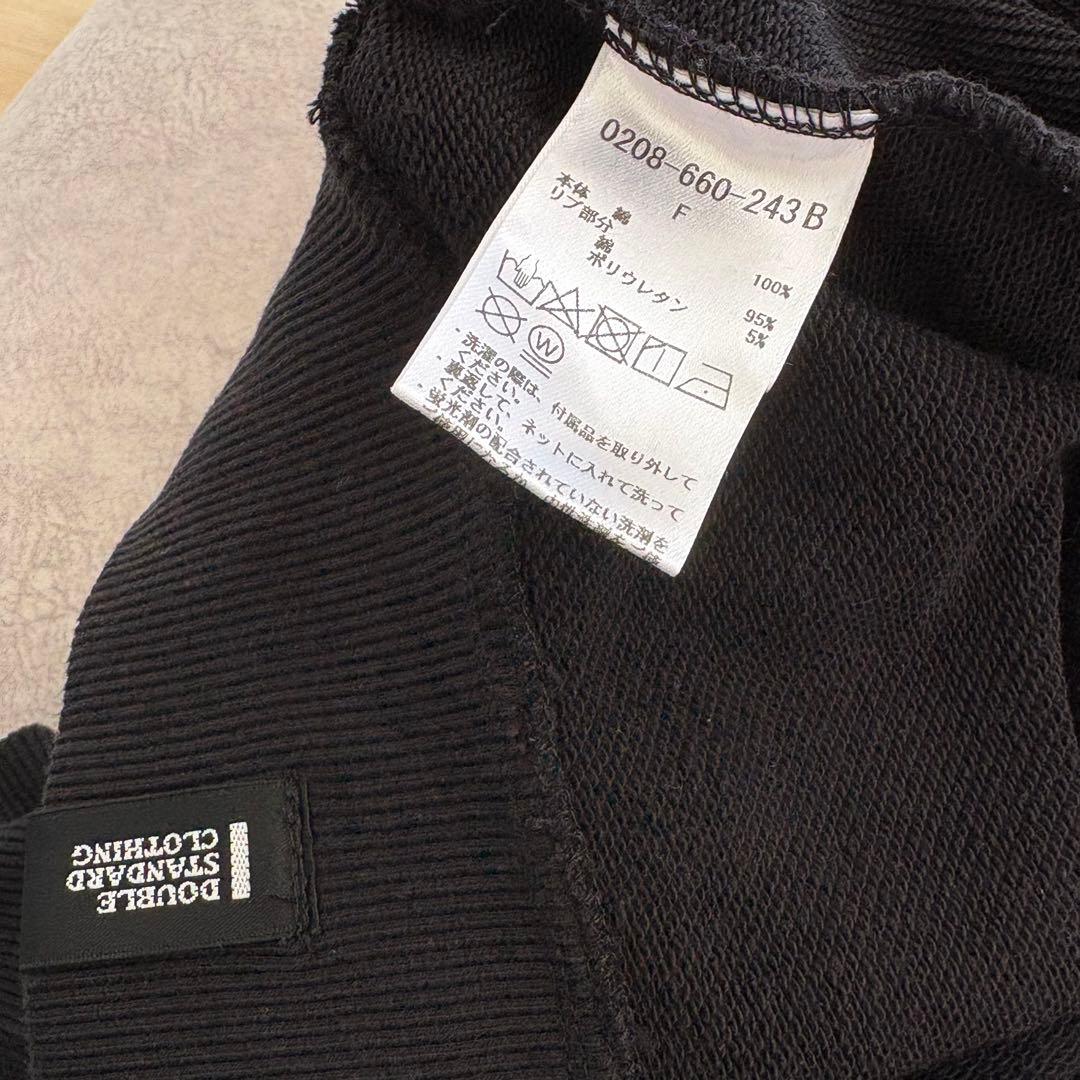 0208-660-243B
F
本体 綿 100%
リブ部分
綿 95%
ポリウレタン 5%
W
・洗濯の際は、付属品を取り外して
ください。
・裏返して、ネットに入れて洗って
ください。
・蛍光剤の配合されていない洗剤を
DOUBLE
STANDARD
CLOTHING